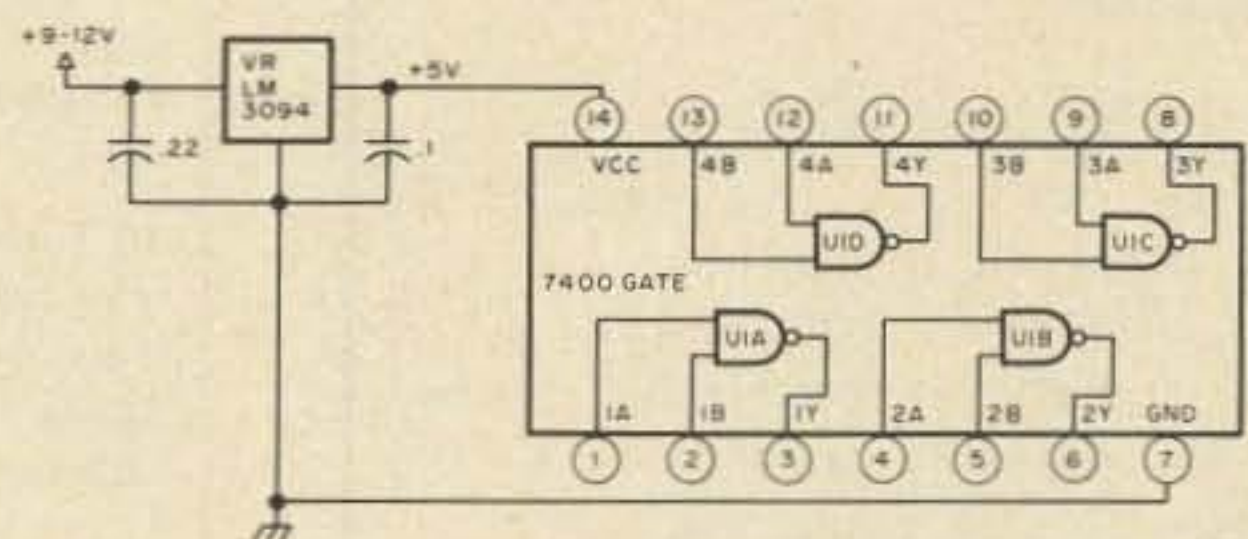 +9-12V
VR
LM
3094
+5V
.22
.1
14 13 12 11 10 9 8
VCC 4B 4A 4Y 3B 3A 3Y
U1D U1C
7400 GATE
U1A U1B
1A 1B 1Y 2A 2B 2Y GND
1 2 3 4 5 6 7